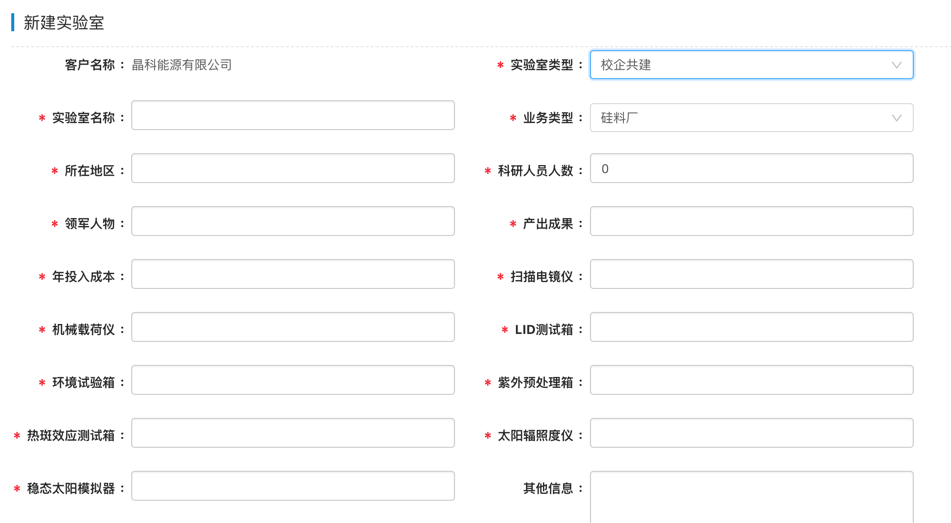 新建实验室
客户名称： 晶科能源有限公司 * 实验室类型： 校企共建
* 实验室名称： * 业务类型： 硅料厂
* 所在地区： * 科研人员人数： 0
* 领军人物： * 产出成果：
* 年投入成本： * 扫描电镜仪：
* 机械载荷仪： * LID测试箱：
* 环境试验箱： * 紫外预处理箱：
* 热斑效应测试箱： * 太阳辐照度仪：
* 稳态太阳模拟器： 其他信息：